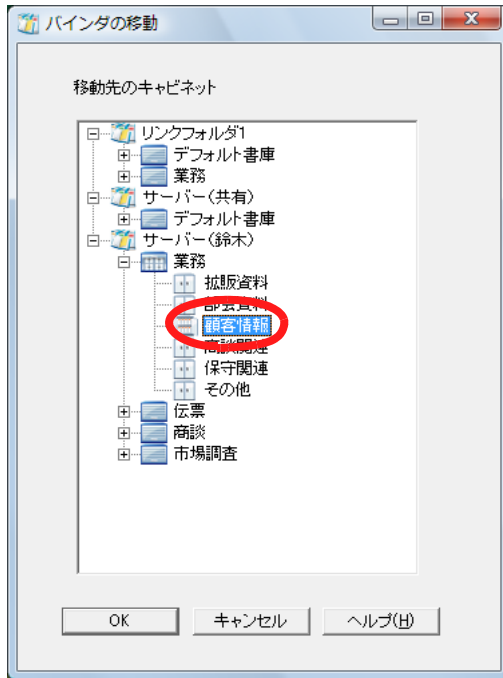 バインダの移動
移動先のキャビネット
リンクフォルダ1
デフォルト書庫
業務
サーバー(共有)
デフォルト書庫
サーバー(鈴木)
業務
拡販資料
部会資料
顧客情報
商談関連
保守関連
その他
伝票
商談
市場調査
OK キャンセル ヘルプ(H)